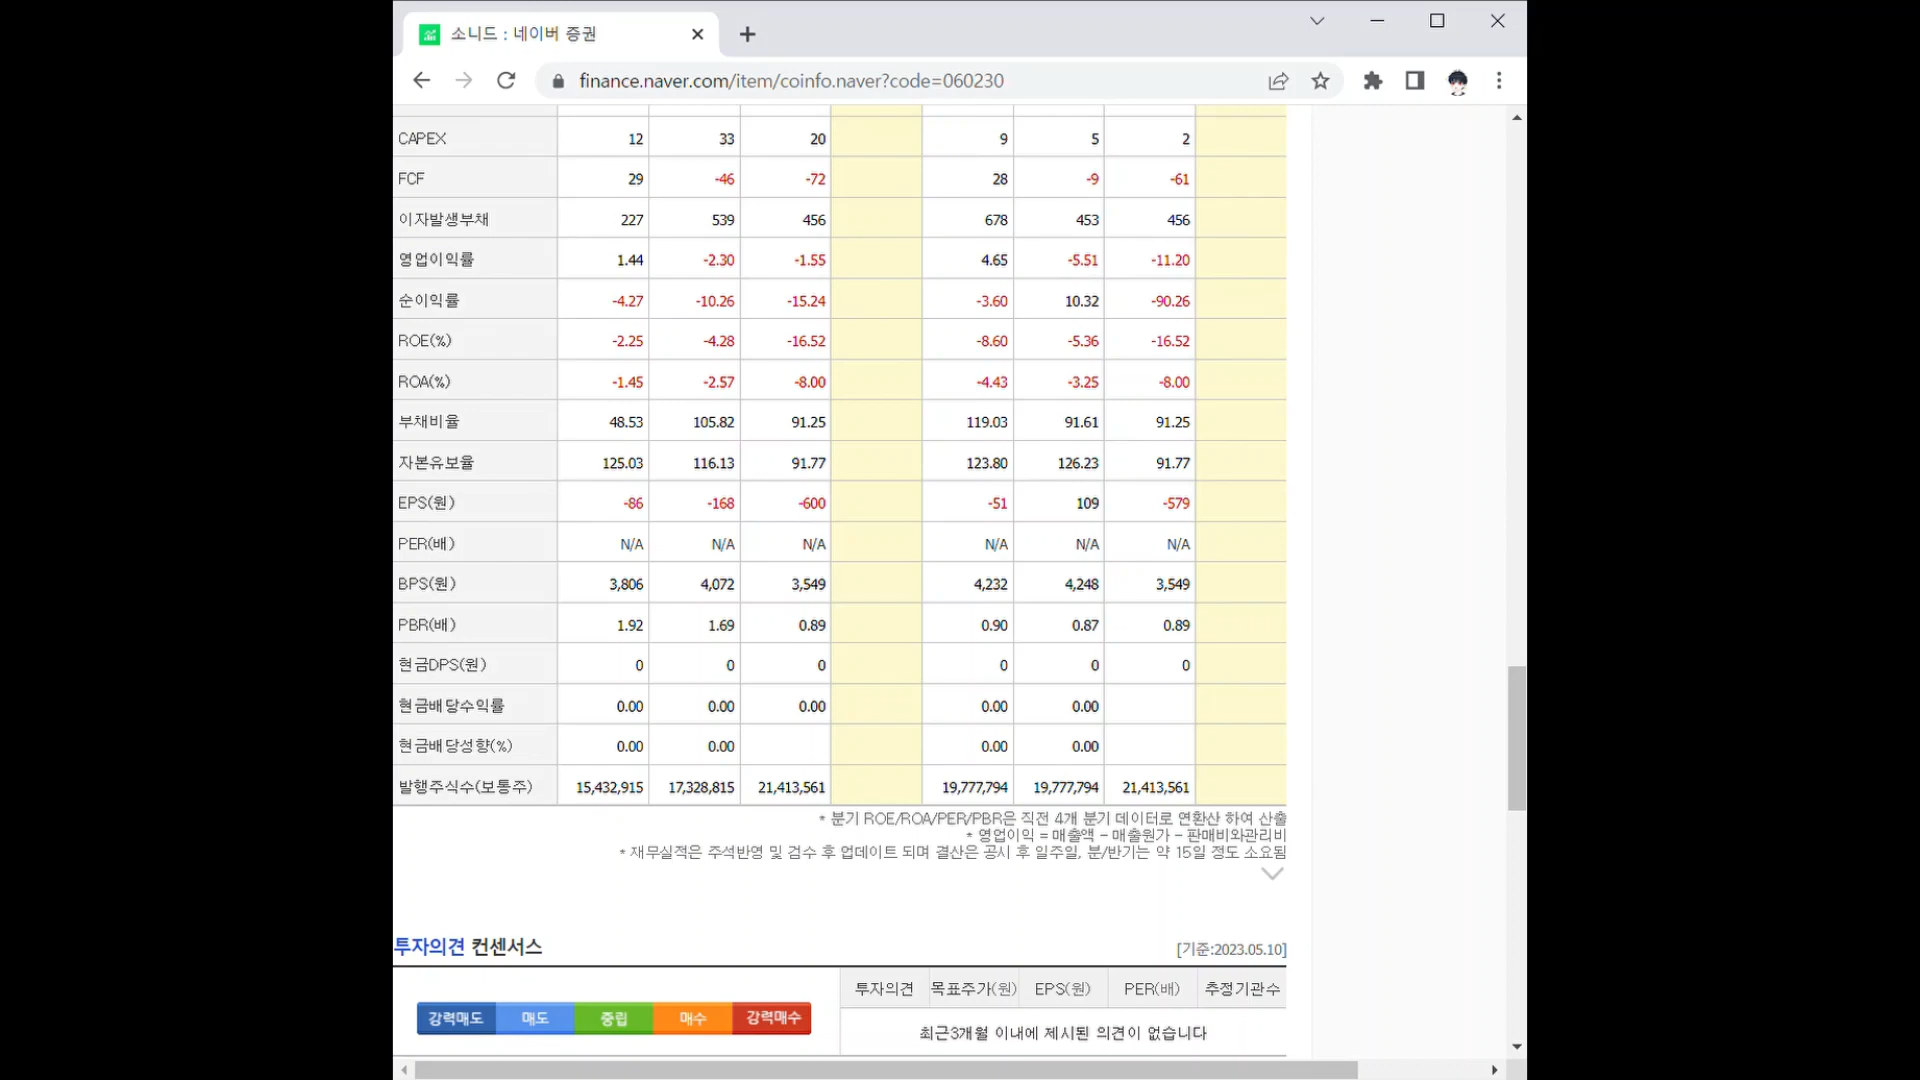 소니드 : 네이버 증권
finance.naver.com/item/coinfo.naver?code=060230
CAPEX 12 33 20 9 5 2
FCF 29 -46 -72 28 -9 -61
이자발생부채 227 539 456 678 453 456
영업이익률 1.44 -2.30 -1.55 4.65 -5.51 -11.20
순이익률 -4.27 -10.26 -15.24 -3.60 10.32 -90.26
ROE(%) -2.25 -4.28 -16.52 -8.60 -5.36 -16.52
ROA(%) -1.45 -2.57 -8.00 -4.43 -3.25 -8.00
부채비율 48.53 105.82 91.25 119.03 91.61 91.25
자본유보율 125.03 116.13 91.77 123.80 126.23 91.77
EPS(원) -86 -168 -600 -51 109 -579
PER(배) N/A N/A N/A N/A N/A N/A
BPS(원) 3,806 4,072 3,549 4,232 4,248 3,549
PBR(배) 1.92 1.69 0.89 0.90 0.87 0.89
현금DPS(원) 0 0 0 0 0 0
현금배당수익률 0.00 0.00 0.00 0.00 0.00
현금배당성향(%) 0.00 0.00 0.00 0.00
발행주식수(보통주) 15,432,915 17,328,815 21,413,561 19,777,794 19,777,794 21,413,561
* 분기 ROE/ROA/PER/PBR은 직전 4개 분기 데이터로 연환산 하여 산출
* 영업이익 = 매출액 - 매출원가 - 판매비와관리비
* 재무실적은 주석반영 및 검수 후 업데이트 되며 결산은 공시 후 일주일, 분/반기는 약 15일 정도 소요됨
투자의견 컨센서스 [기준:2023.05.10]
투자의견 목표주가(원) EPS(원) PER(배) 추정기관수
강력매도 매도 중립 매수 강력매수
최근3개월 이내에 제시된 의견이 없습니다